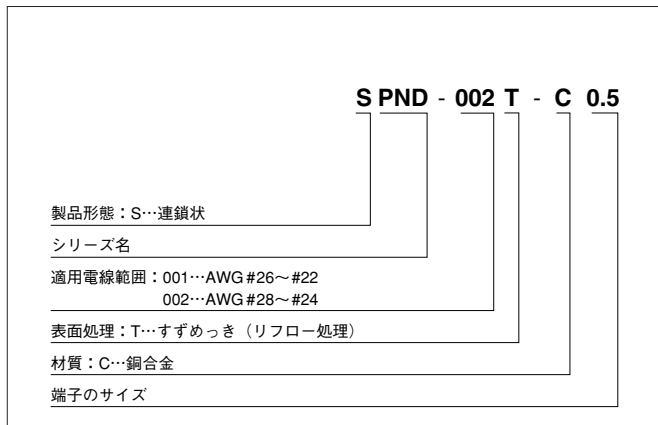 S PND - 002 T - C 0.5
製品形態：S…連鎖状
シリーズ名
適用電線範囲：001…AWG #26～#22
002…AWG #28～#24
表面処理：T…すずめっき（リフロー処理）
材質：C…銅合金
端子のサイズ